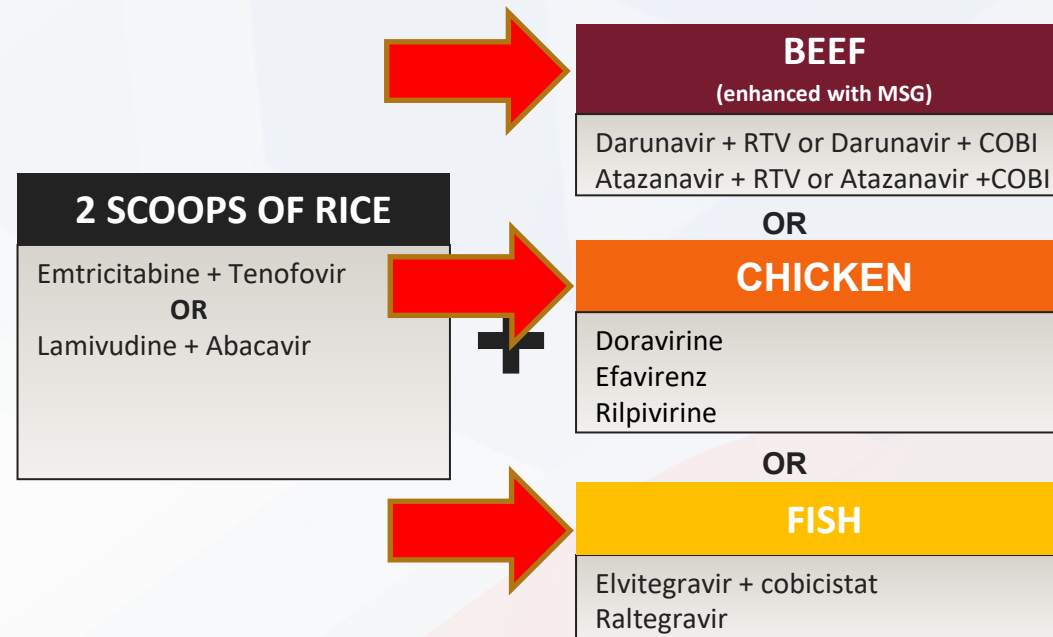 2 SCOOPS OF RICE
Emtricitabine + Tenofovir
OR
Lamivudine + Abacavir
+
BEEF
(enhanced with MSG)
Darunavir + RTV or Darunavir + COBI
Atazanavir + RTV or Atazanavir +COBI
OR
CHICKEN
Doravirine
Efavirenz
Rilpivirine
OR
FISH
Elvitegravir + cobicistat
Raltegravir